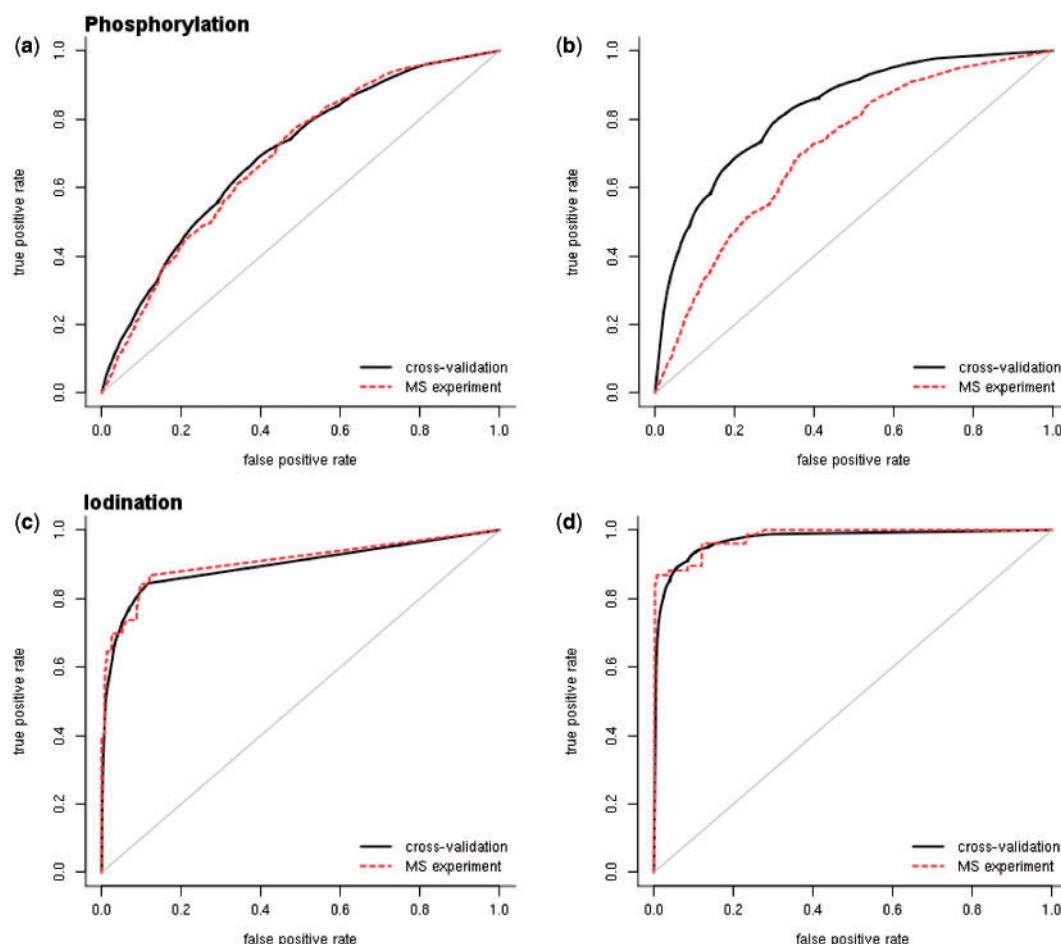 Phosphorylation
(a)
true positive rate
1.0
0.8
0.6
0.4
0.2
0.0
cross-validation
MS experiment
0.0 0.2 0.4 0.6 0.8 1.0
false positive rate
(b)
true positive rate
1.0
0.8
0.6
0.4
0.2
0.0
cross-validation
MS experiment
0.0 0.2 0.4 0.6 0.8 1.0
false positive rate
Iodination
(c)
true positive rate
1.0
0.8
0.6
0.4
0.2
0.0
cross-validation
MS experiment
0.0 0.2 0.4 0.6 0.8 1.0
false positive rate
(d)
true positive rate
1.0
0.8
0.6
0.4
0.2
0.0
cross-validation
MS experiment
0.0 0.2 0.4 0.6 0.8 1.0
false positive rate